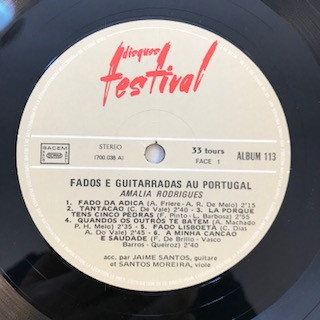 disques
festival
SACEM
STEREO
(700.038 A)
33 tours
FACE 1
ALBUM 113
FADOS E GUITARRADAS AU PORTUGAL
AMALIA RODRIGUES
1. FADO DA ADICA (A. Friere - A. R. De Maio) 2'15
2. TANTAÇAO (C. De Vale) 2'40 - 3. LA PORQUE
TENS CINCO PEDRAS (F. Pinto - L. Barbosa) 2'55
4. QUANDOS OS OUTROS TE BATEM (A. Machado
P. H. Melo) 2'35 - 5. FADO LISBOETA (C. Dias
A. Do Vale) 2'45 - 6. A MINHA CANÇAO
E SAUDADE (F. De Brillo - Vasco
Barros - Queiroz) 2'40
acc. par JAIME SANTOS, guitare
et SANTOS MOREIRA, viole